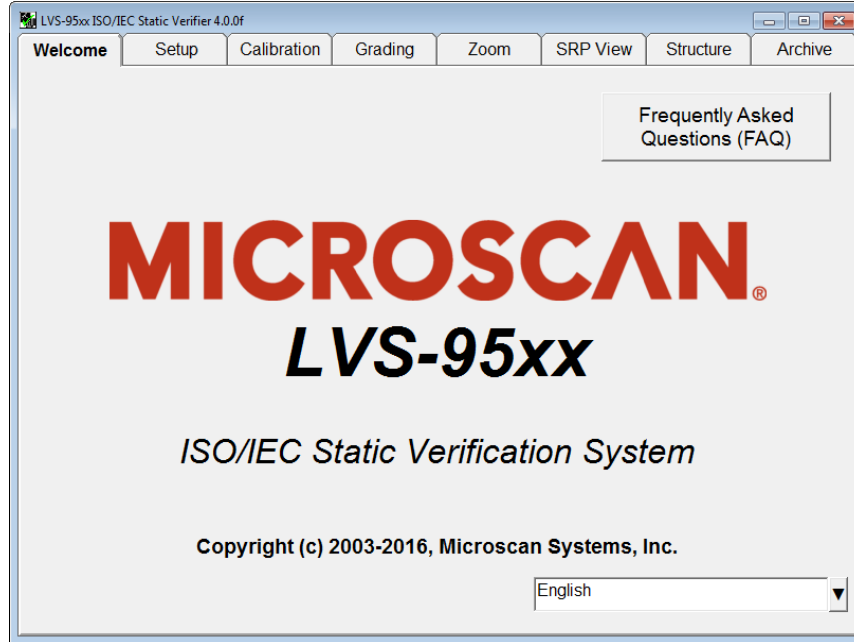 LVS-95xx ISO/IEC Static Verifier 4.0.0f
Welcome Setup Calibration Grading Zoom SRP View Structure Archive
Frequently Asked
Questions (FAQ)
MICROSCAN®
LVS-95xx
ISO/IEC Static Verification System
Copyright (c) 2003-2016, Microscan Systems, Inc.
English